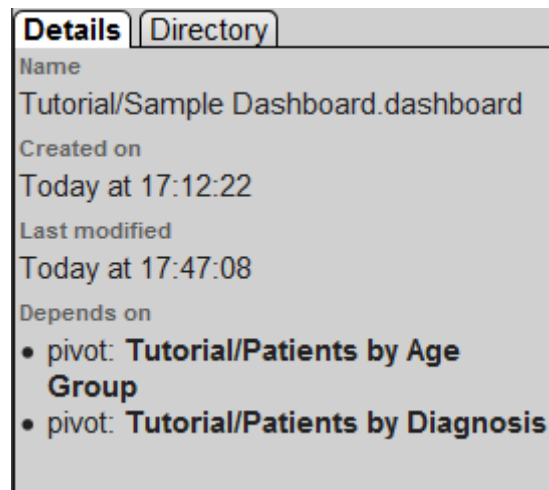 Details Directory
Name
Tutorial/Sample Dashboard.dashboard
Created on
Today at 17:12:22
Last modified
Today at 17:47:08
Depends on
• pivot: Tutorial/Patients by Age
Group
• pivot: Tutorial/Patients by Diagnosis